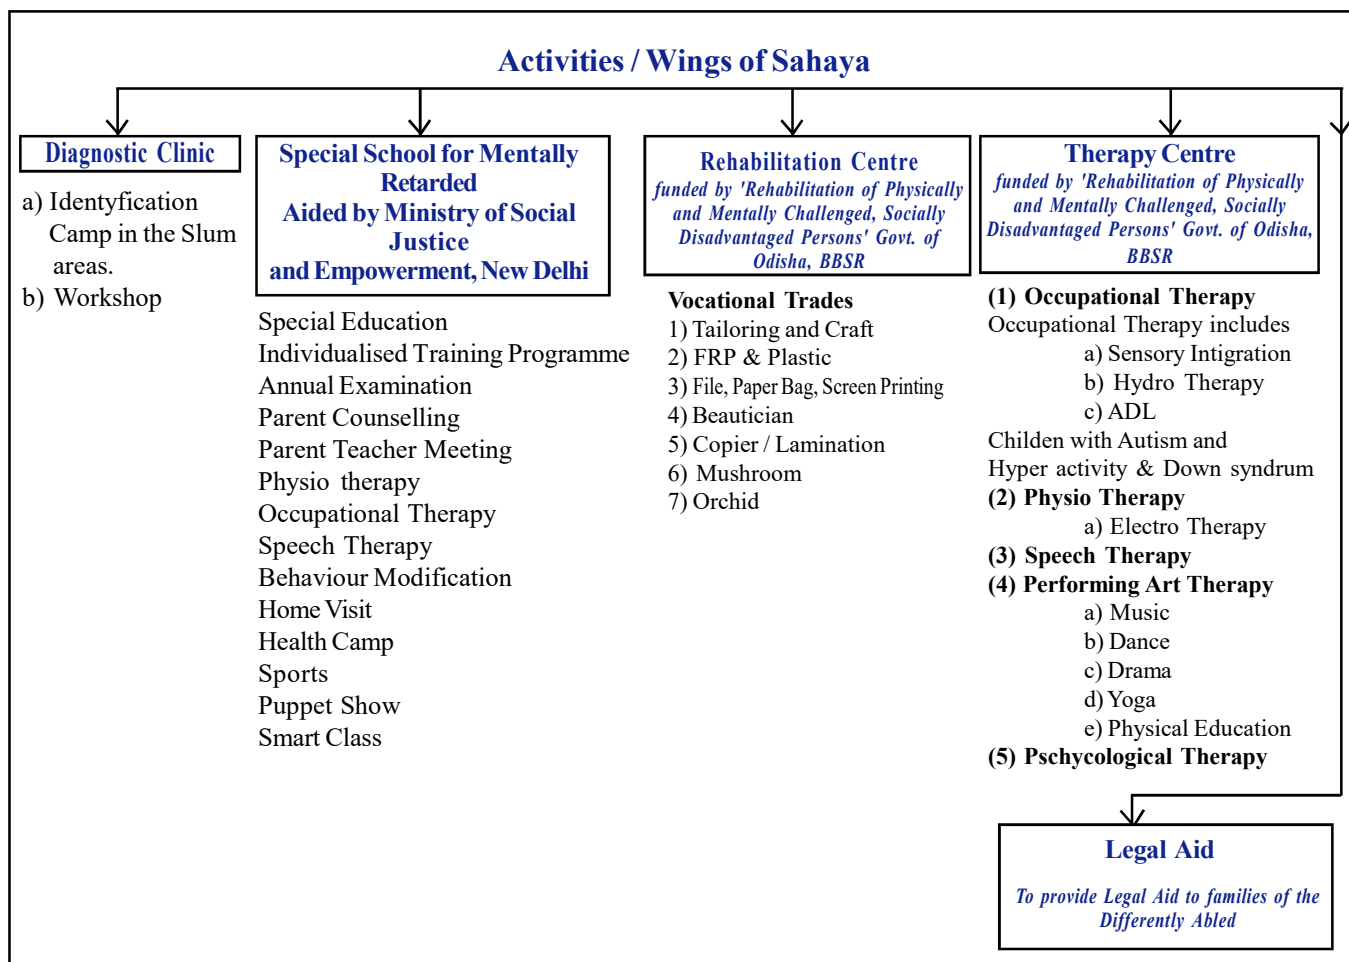 Activities / Wings of Sahaya
Diagnostic Clinic
a) Identyfication
Camp in the Slum
areas.
b) Workshop
Special School for Mentally
Retarded
Aided by Ministry of Social
Justice
and Empowerment, New Delhi
Special Education
Individualised Training Programme
Annual Examination
Parent Counselling
Parent Teacher Meeting
Physio therapy
Occupational Therapy
Speech Therapy
Behaviour Modification
Home Visit
Health Camp
Sports
Puppet Show
Smart Class
Rehabilitation Centre
funded by 'Rehabilitation of Physically
and Mentally Challenged, Socially
Disadvantaged Persons' Govt. of
Odisha, BBSR
Vocational Trades
1) Tailoring and Craft
2) FRP & Plastic
3) File, Paper Bag, Screen Printing
4) Beautician
5) Copier / Lamination
6) Mushroom
7) Orchid
Therapy Centre
funded by 'Rehabilitation of Physically
and Mentally Challenged, Socially
Disadvantaged Persons' Govt. of Odisha,
BBSR
(1) Occupational Therapy
Occupational Therapy includes
a) Sensory Intigration
b) Hydro Therapy
c) ADL
Childen with Autism and
Hyper activity & Down syndrum
(2) Physio Therapy
a) Electro Therapy
(3) Speech Therapy
(4) Performing Art Therapy
a) Music
b) Dance
c) Drama
d) Yoga
e) Physical Education
(5) Pschycological Therapy
Legal Aid
To provide Legal Aid to families of the
Differently Abled